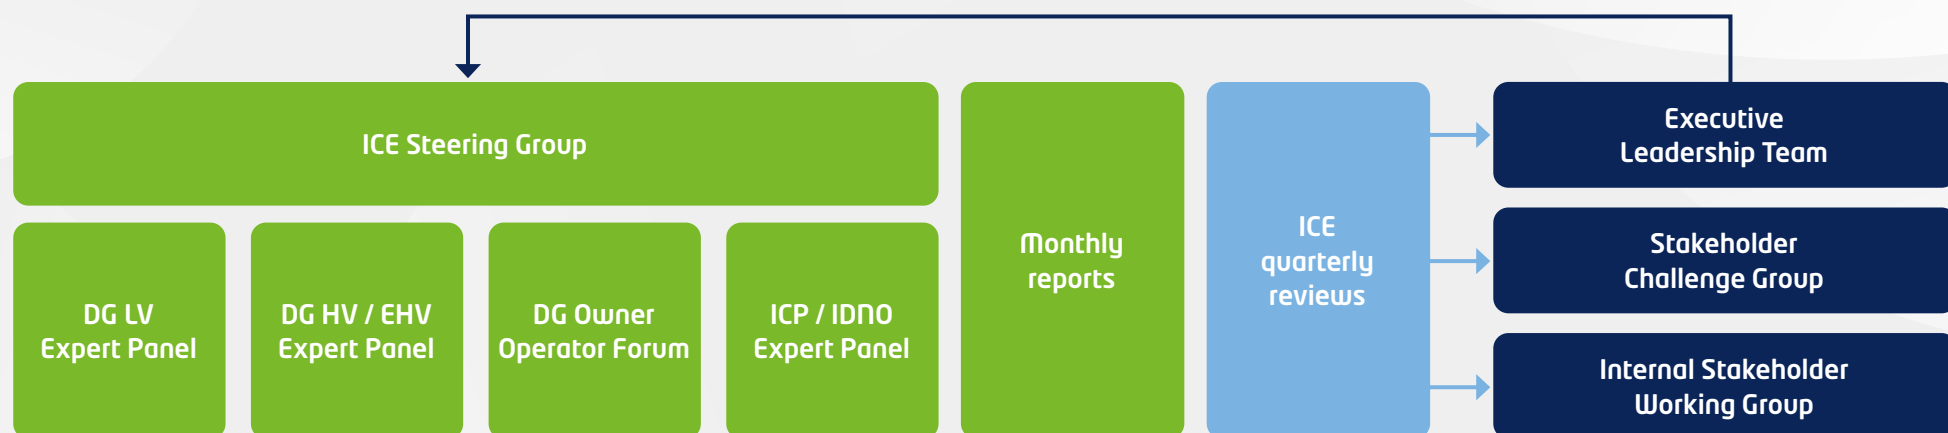 ICE Steering Group
DG LV
Expert Panel
DG HV / EHV
Expert Panel
DG Owner
Operator Forum
ICP / IDNO
Expert Panel
Monthly
reports
ICE
quarterly
reviews
Executive
Leadership Team
Stakeholder
Challenge Group
Internal Stakeholder
Working Group